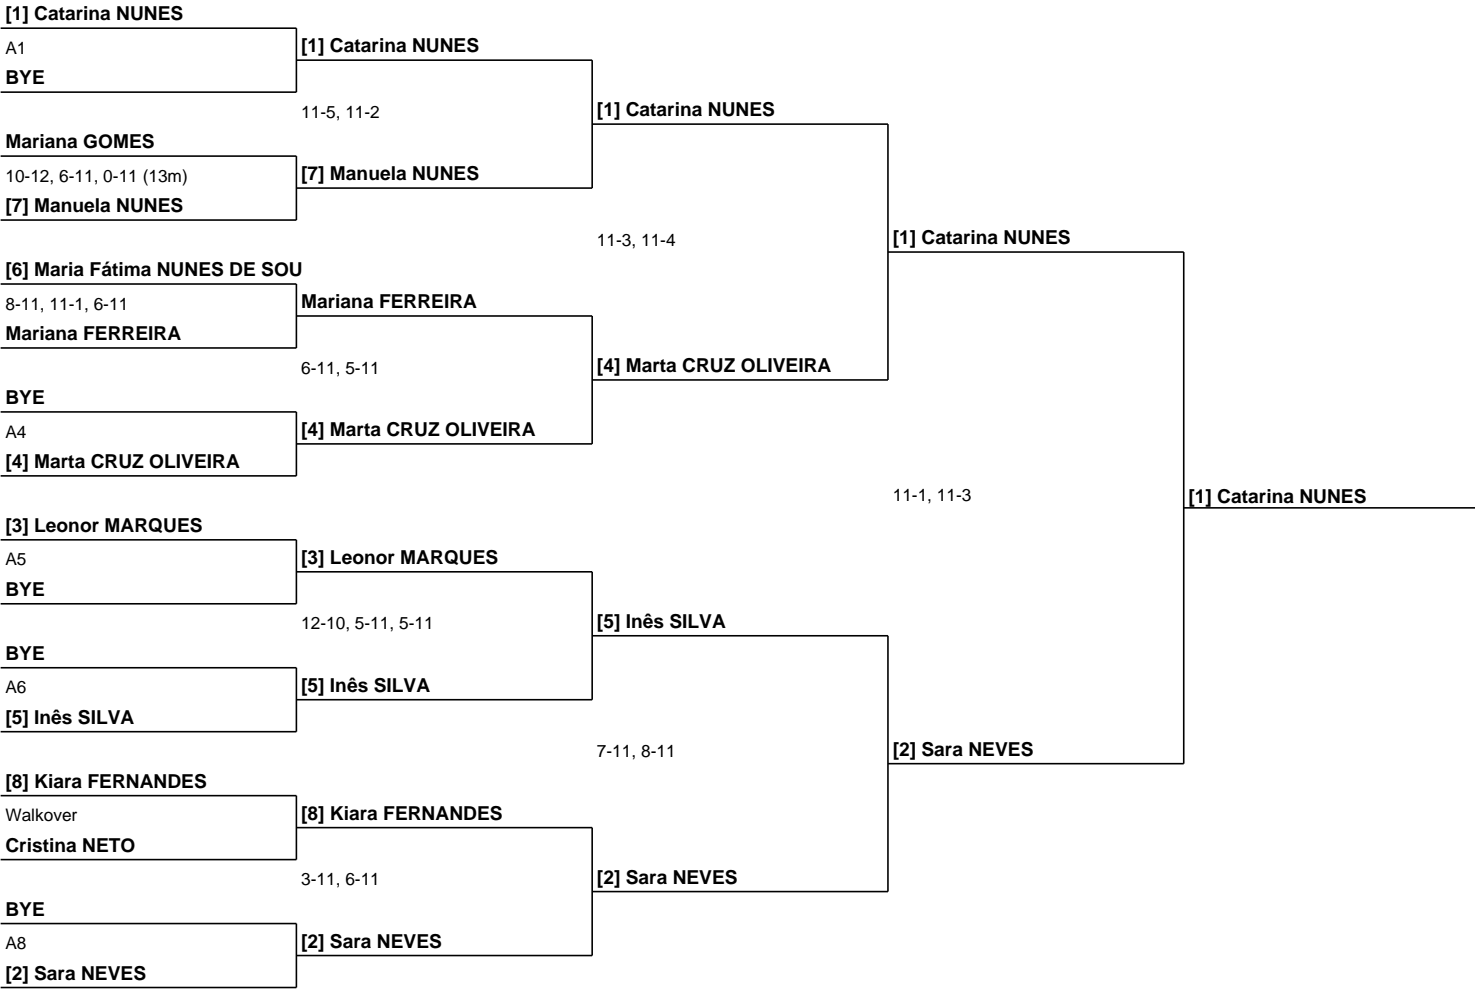 [1] Catarina NUNES
A1
BYE
Mariana GOMES
10-12, 6-11, 0-11 (13m)
[7] Manuela NUNES
[6] Maria Fátima NUNES DE SOU
8-11, 11-1, 6-11
Mariana FERREIRA
BYE
A4
[4] Marta CRUZ OLIVEIRA
[3] Leonor MARQUES
A5
BYE
BYE
A6
[5] Inês SILVA
[8] Kiara FERNANDES
Walkover
Cristina NETO
BYE
A8
[2] Sara NEVES
[1] Catarina NUNES
11-5, 11-2
[7] Manuela NUNES
Mariana FERREIRA
6-11, 5-11
[4] Marta CRUZ OLIVEIRA
[3] Leonor MARQUES
12-10, 5-11, 5-11
[5] Inês SILVA
[8] Kiara FERNANDES
3-11, 6-11
[2] Sara NEVES
[1] Catarina NUNES
11-3, 11-4
[4] Marta CRUZ OLIVEIRA
[5] Inês SILVA
7-11, 8-11
[2] Sara NEVES
[1] Catarina NUNES
11-1, 11-3
[2] Sara NEVES
[1] Catarina NUNES